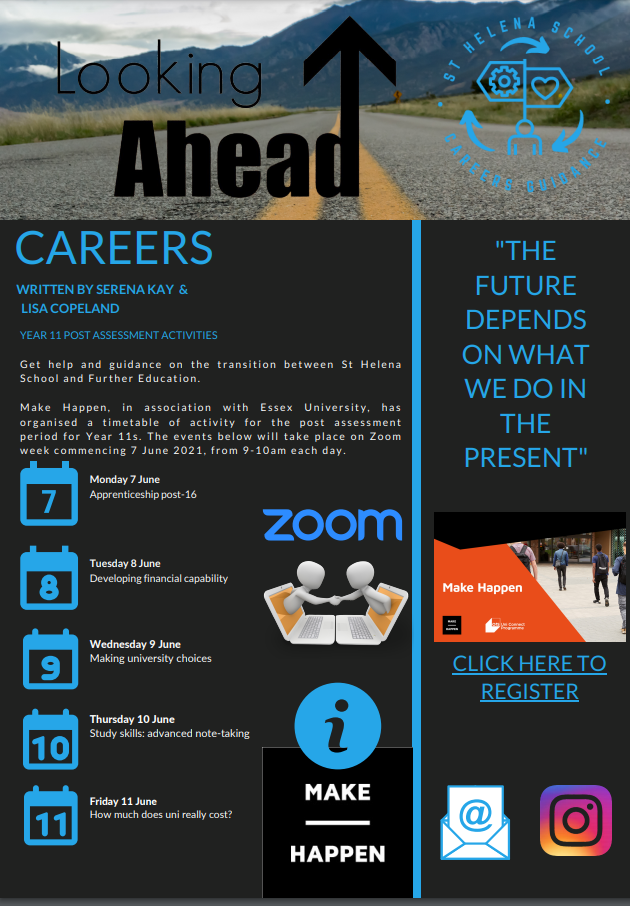 Looking
Ahead
ST HELENA SCHOOL
CAREERS GUIDANCE
CAREERS
WRITTEN BY SERENA KAY &
LISA COPELAND
YEAR 11 POST ASSESSMENT ACTIVITIES
Get help and guidance on the transition between St Helena
School and Further Education.
Make Happen, in association with Essex University, has
organised a timetable of activity for the post assessment
period for Year 11s. The events below will take place on Zoom
week commencing 7 June 2021, from 9-10am each day.
7
Monday 7 June
Apprenticeship post-16
8
Tuesday 8 June
Developing financial capability
9
Wednesday 9 June
Making university choices
10
Thursday 10 June
Study skills: advanced note-taking
11
Friday 11 June
How much does uni really cost?
zoom
i
MAKE
HAPPEN
"THE
FUTURE
DEPENDS
ON WHAT
WE DO IN
THE
PRESENT"
Make Happen
MAKE
HAPPEN
Uni Connect
Programme
CLICK HERE TO
REGISTER
@